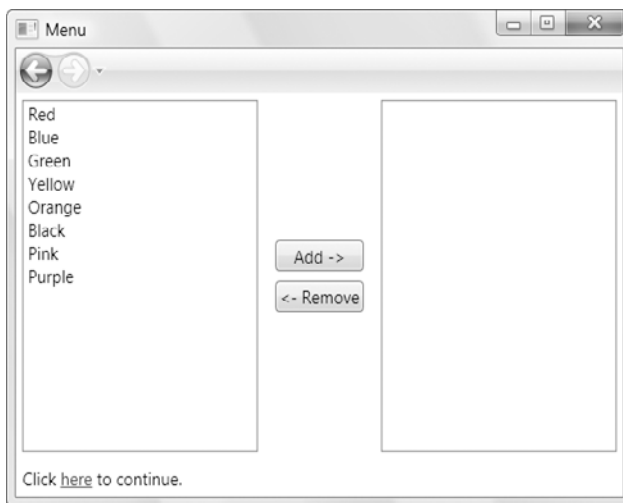 Menu
Red
Blue
Green
Yellow
Orange
Black
Pink
Purple
Add ->
<- Remove
Click here to continue.